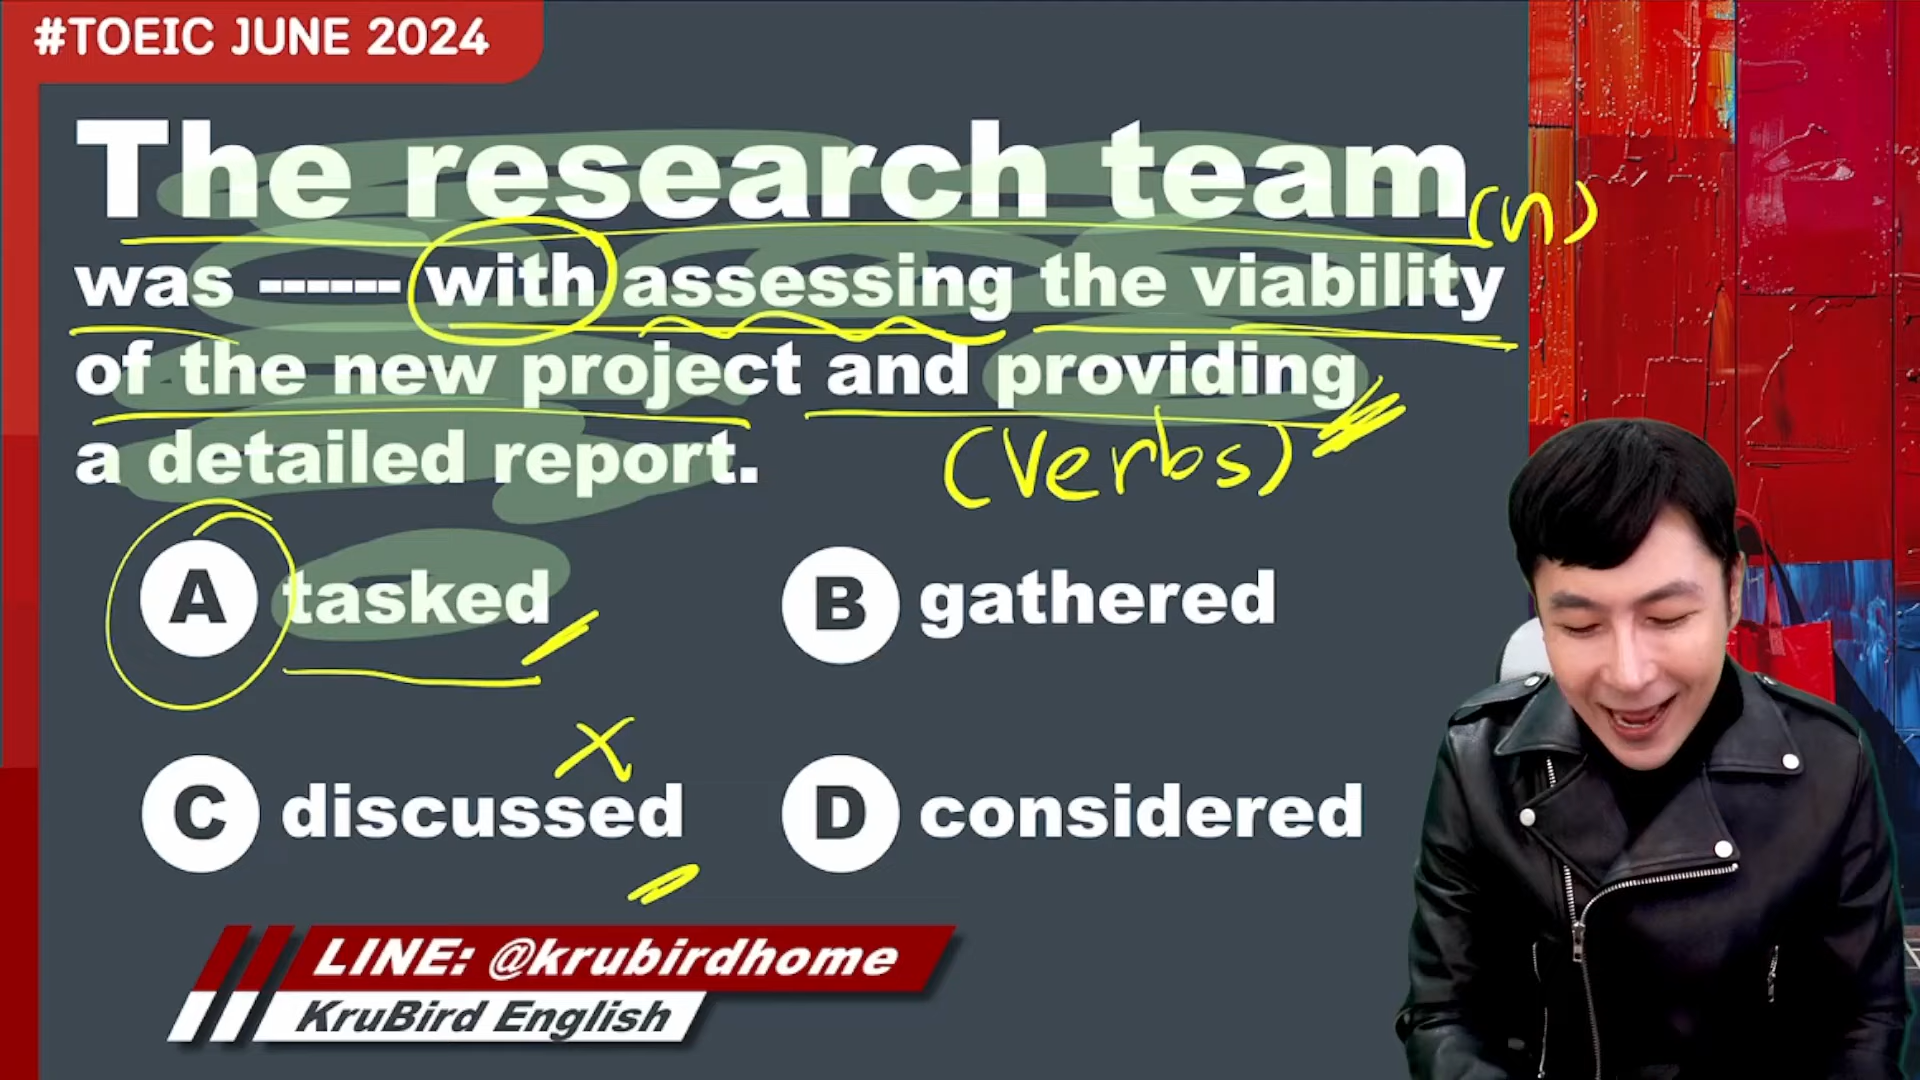 #TOEIC JUNE 2024
The research team (n)
was ------ with assessing the viability
of the new project and providing
a detailed report. (Verbs)
A tasked
B gathered
x
C discussed
D considered
LINE: @krubirdhome
KruBird English